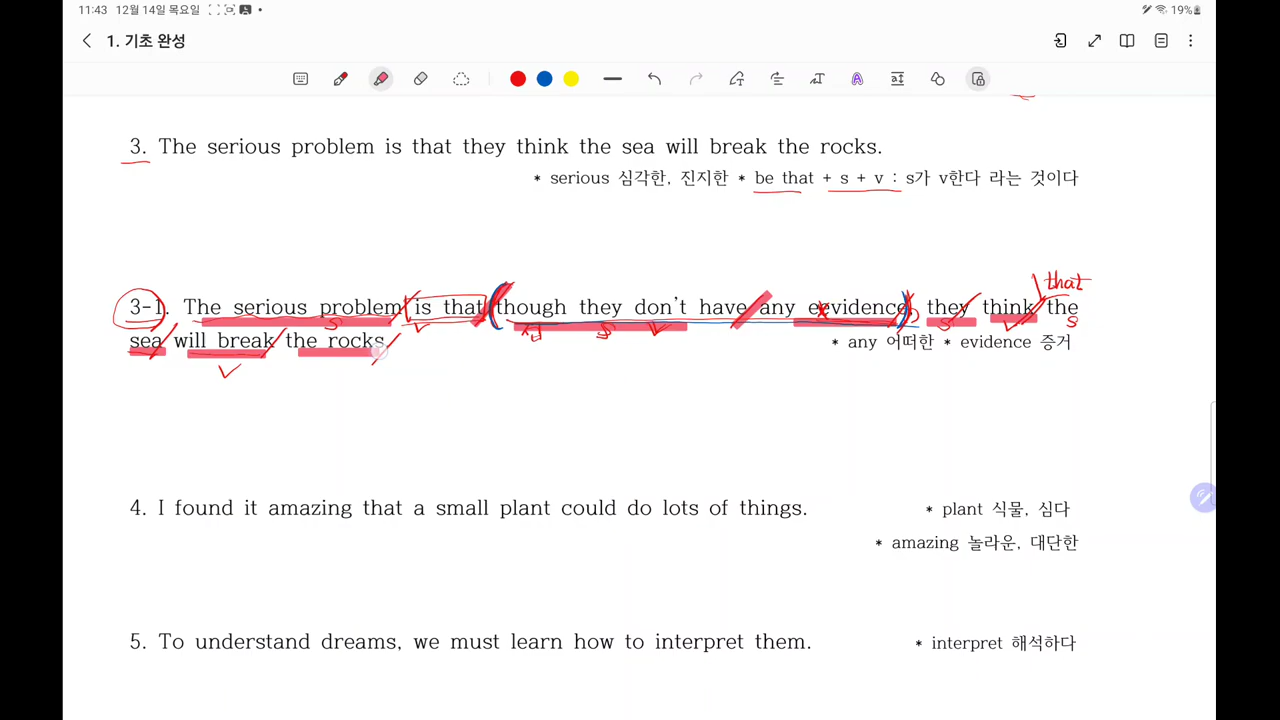 11:43 12월 14일 목요일
19%
1. 기초 완성
3. The serious problem is that they think the sea will break the rocks.
* serious 심각한, 진지한 * be that + s + v : s가 v한다 라는 것이다
that
3-1. The serious problem is that though they don't have any eevidence, they think the
s v 접 s v s v s
sea will break the rocks.
* any 어떠한 * evidence 증거
v
4. I found it amazing that a small plant could do lots of things.
* plant 식물, 심다
* amazing 놀라운, 대단한
5. To understand dreams, we must learn how to interpret them.
* interpret 해석하다